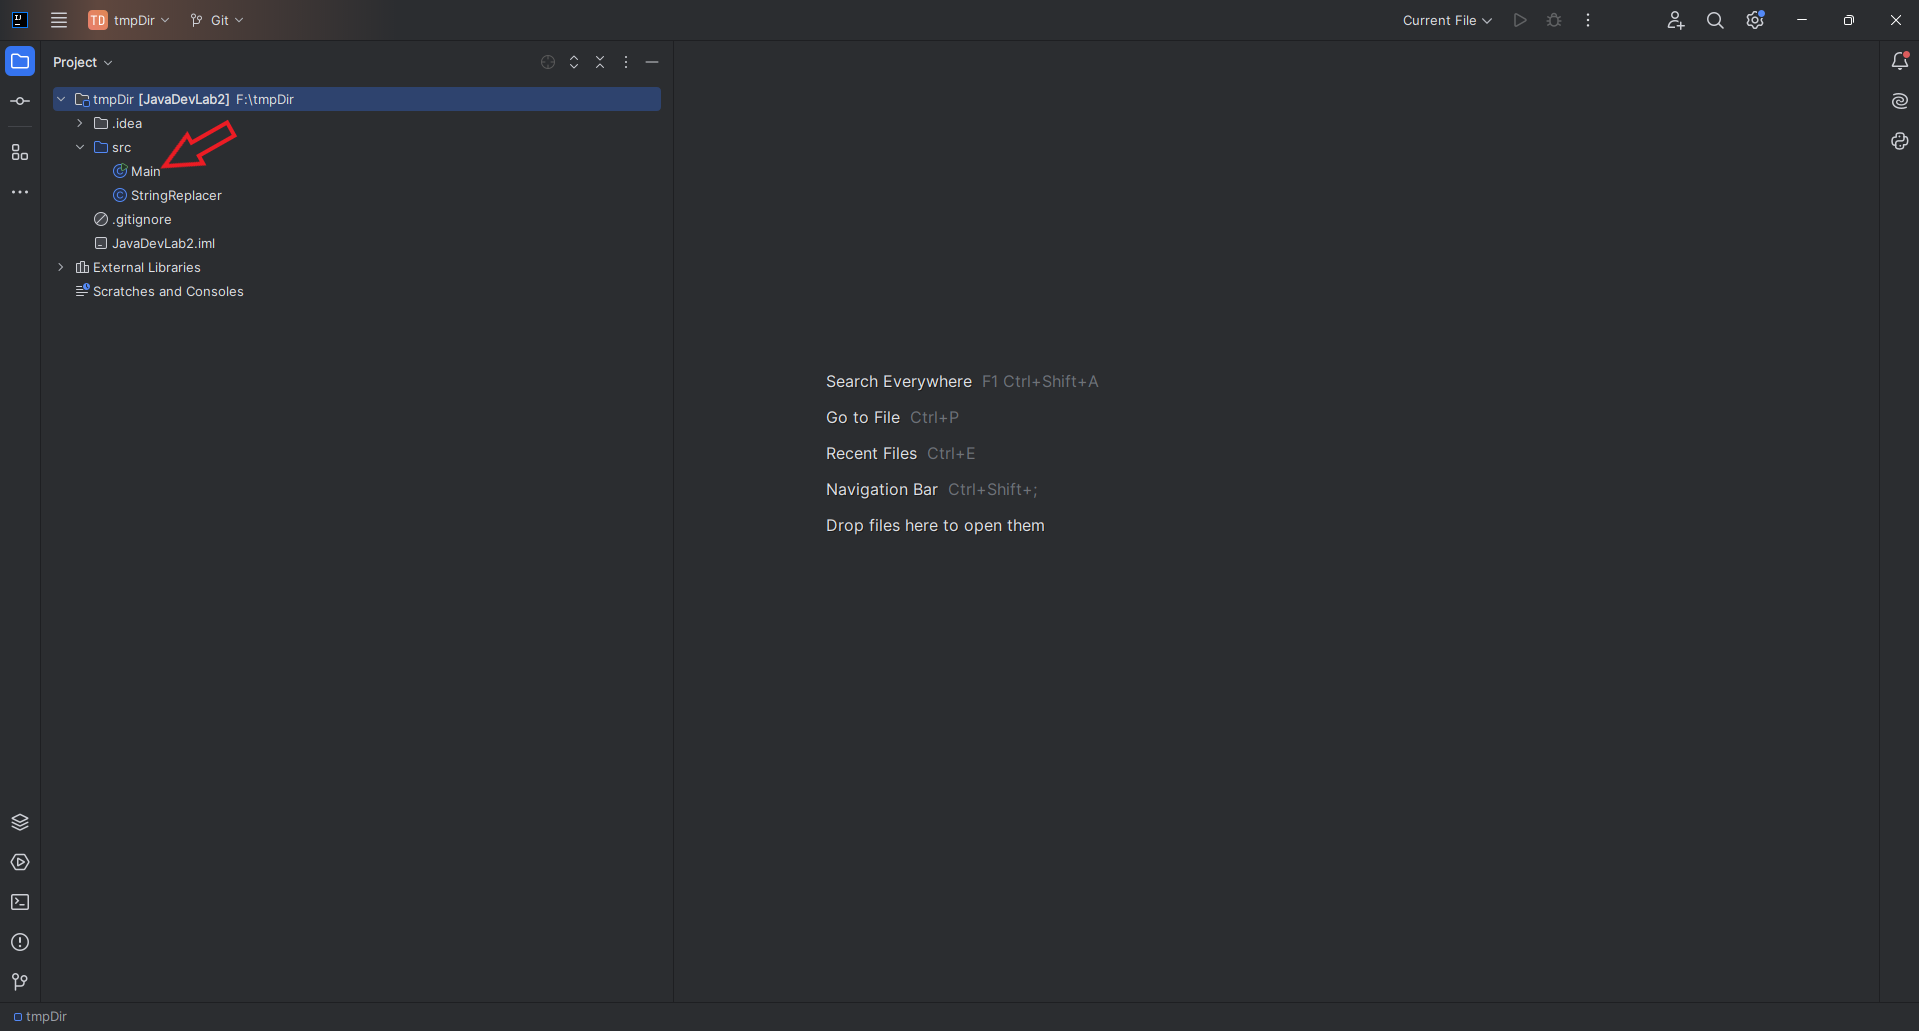 TD tmpDir Git Current File
Project
tmpDir [JavaDevLab2] F:\tmpDir
.idea
src
Main
StringReplacer
.gitignore
JavaDevLab2.iml
External Libraries
Scratches and Consoles
Search Everywhere F1 Ctrl+Shift+A
Go to File Ctrl+P
Recent Files Ctrl+E
Navigation Bar Ctrl+Shift+;
Drop files here to open them
tmpDir